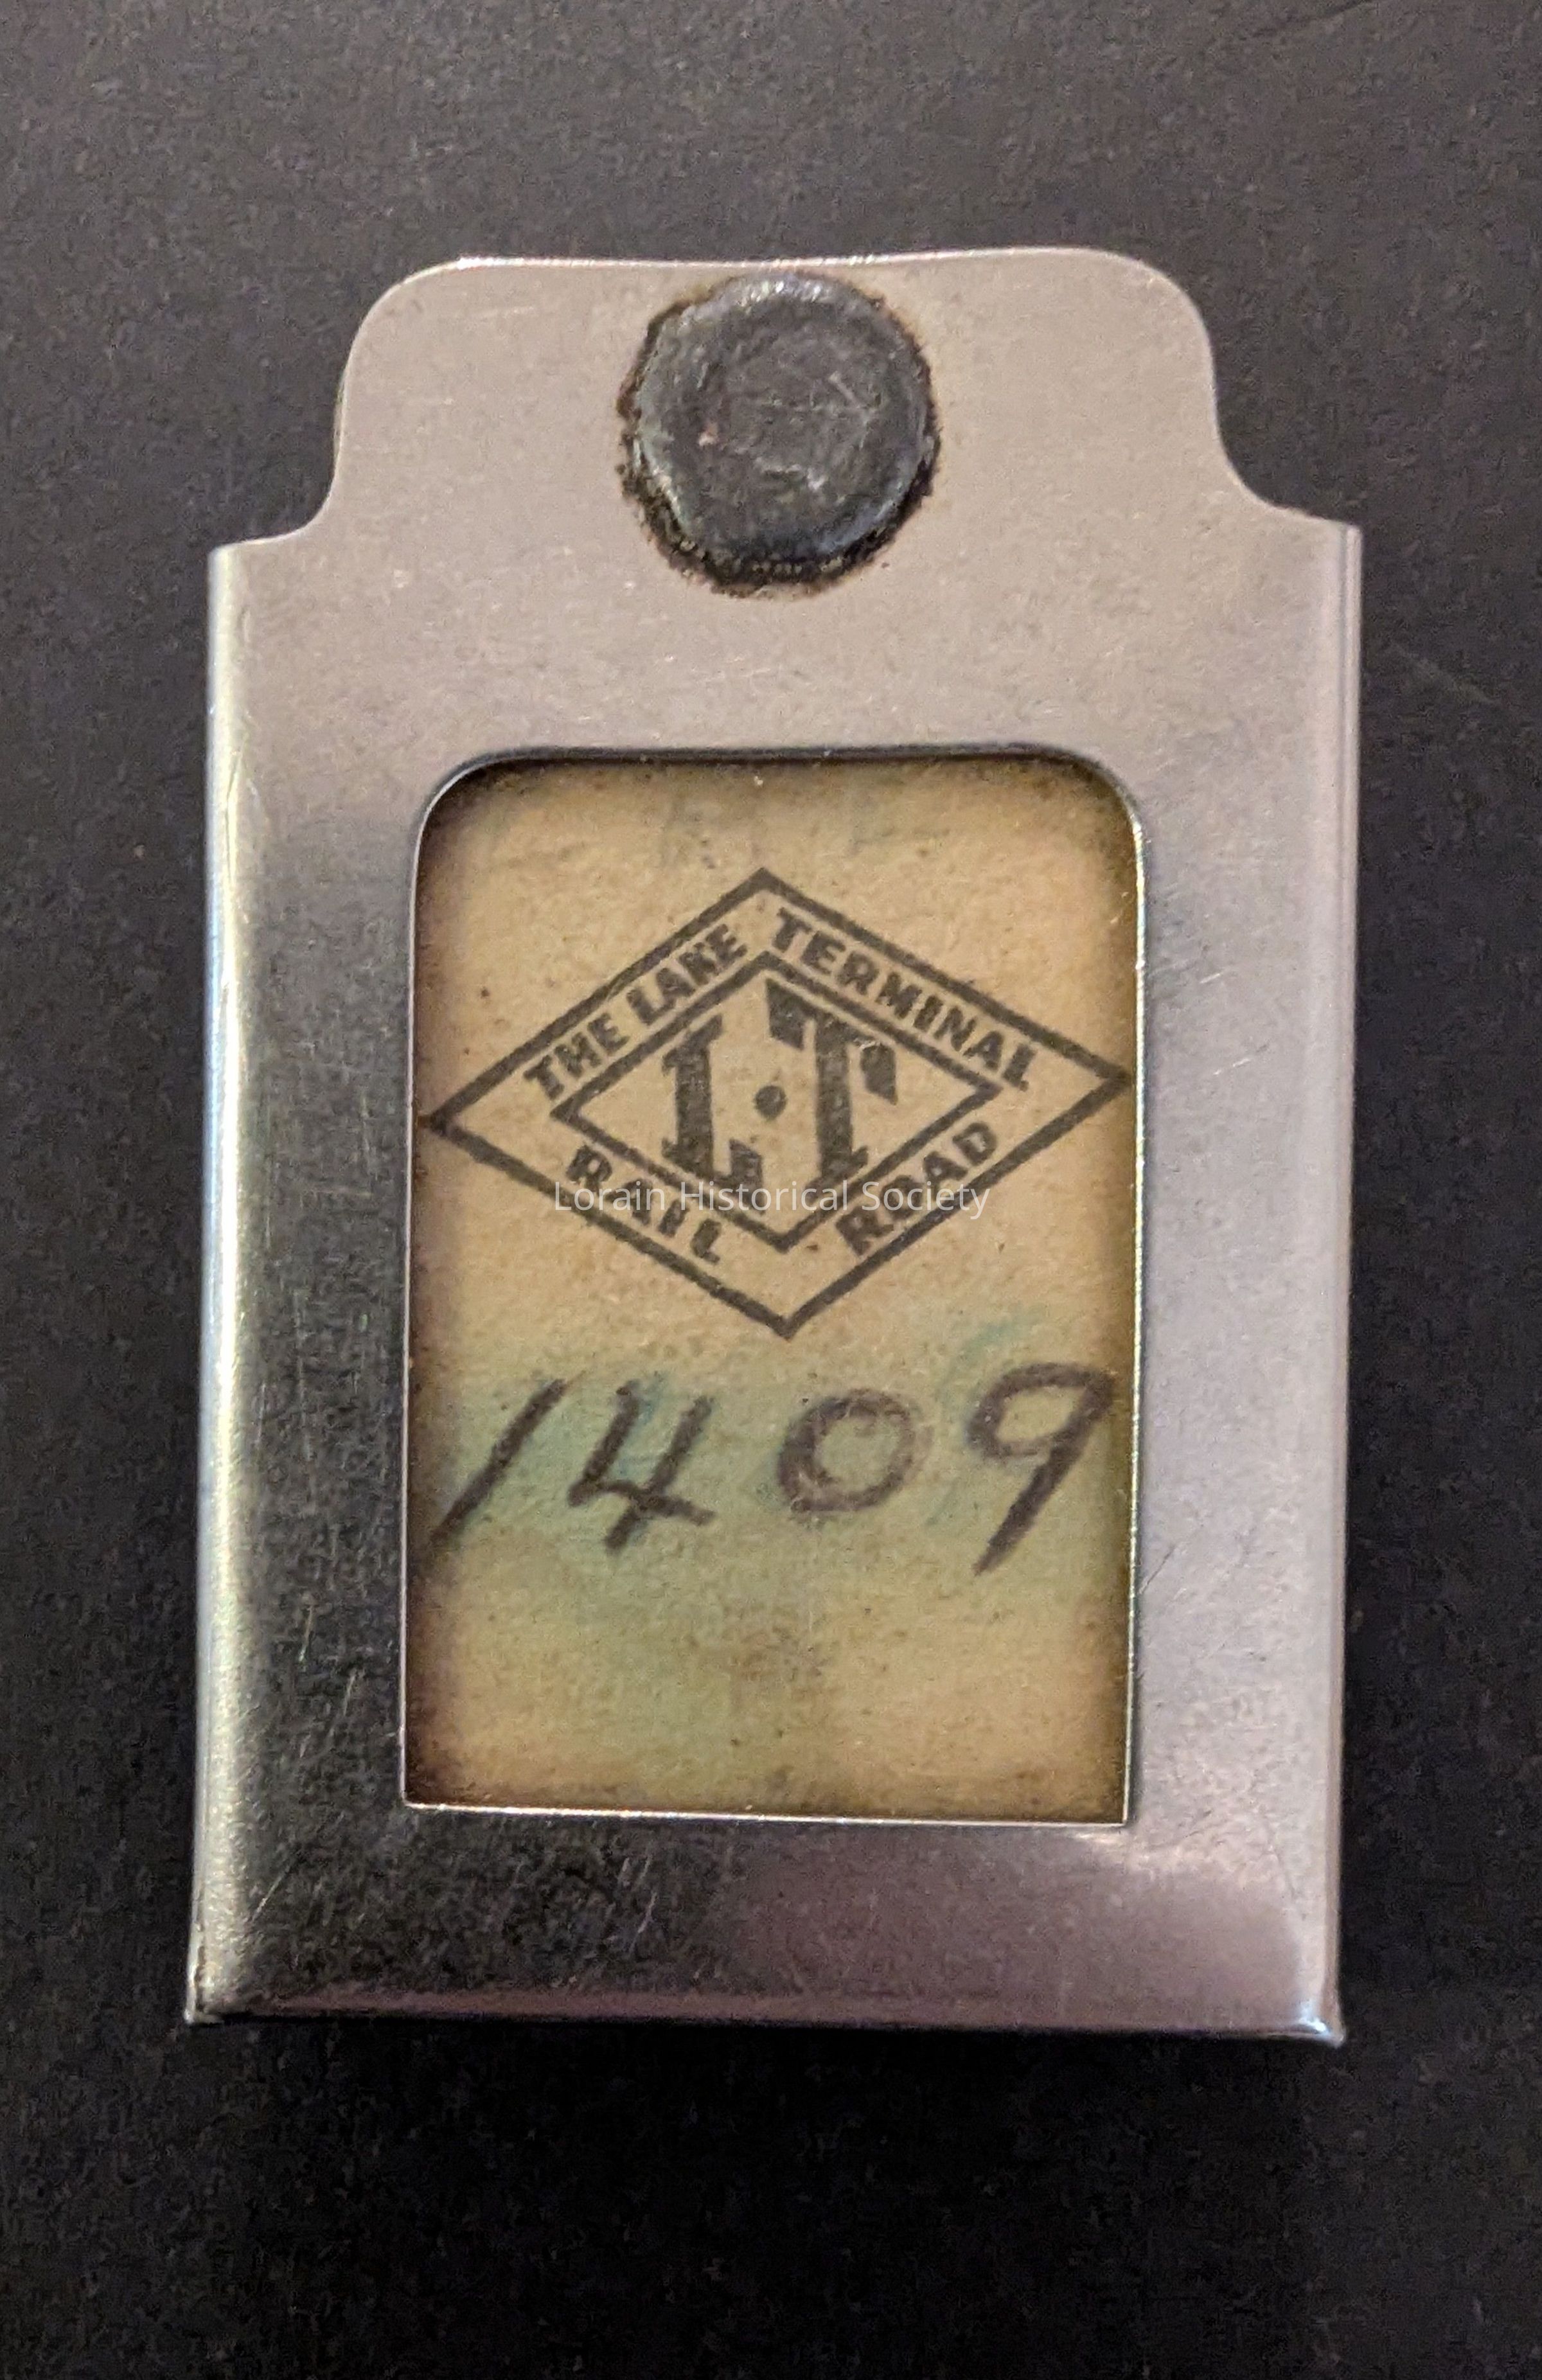 THE LAKE TERMINAL
L·T
RAIL ROAD
Lorain Historical Society
1409